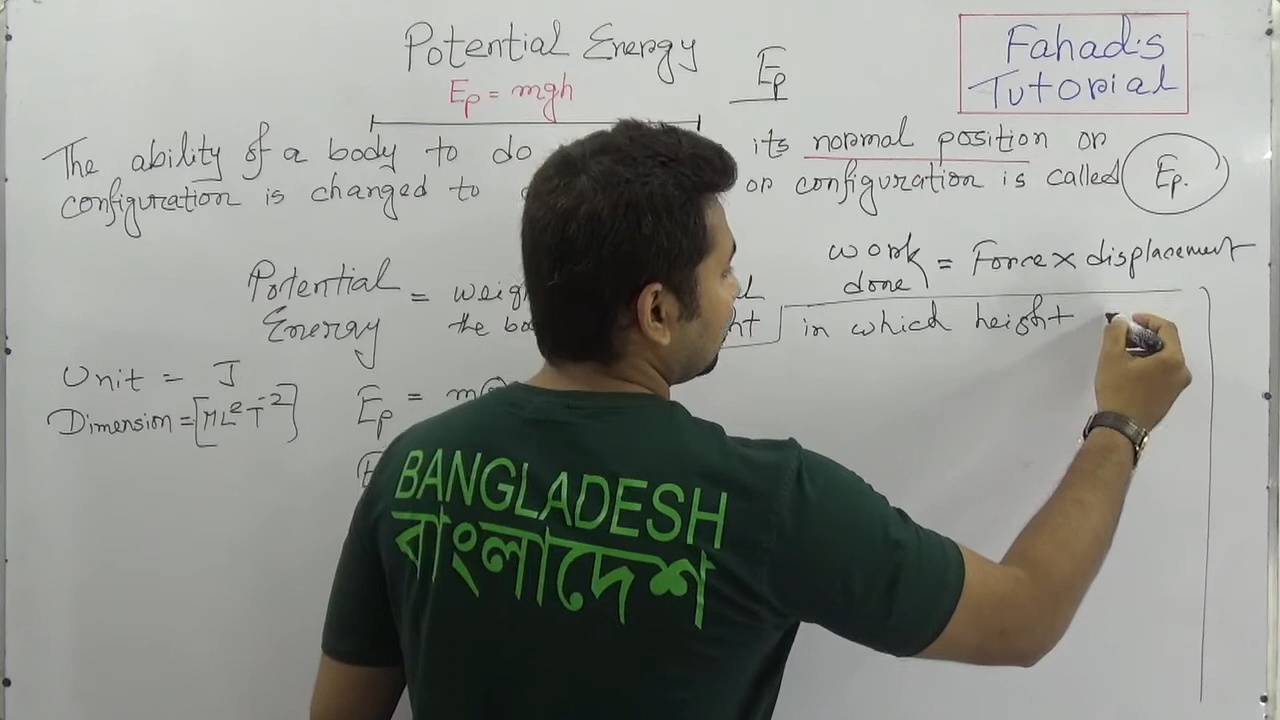 Potential Energy
Ep = mgh
Ep
Fahad's
Tutorial
The ability of a body to do its normal position or
configuration is changed to or configuration is called Ep.
work
done = Force x displacement
Potential
Energy =
the in which height
Unit = J
Dimension = [ML²T⁻²]
Ep =
BANGLADESH
বাংলাদেশ